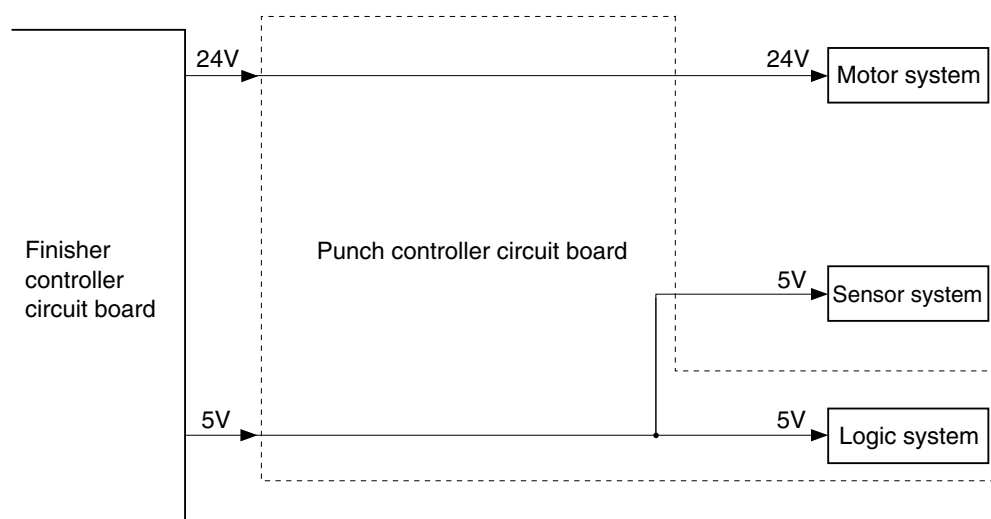 24V
24V
Motor system
Finisher
controller
circuit board
Punch controller circuit board
5V
Sensor system
5V
5V
Logic system